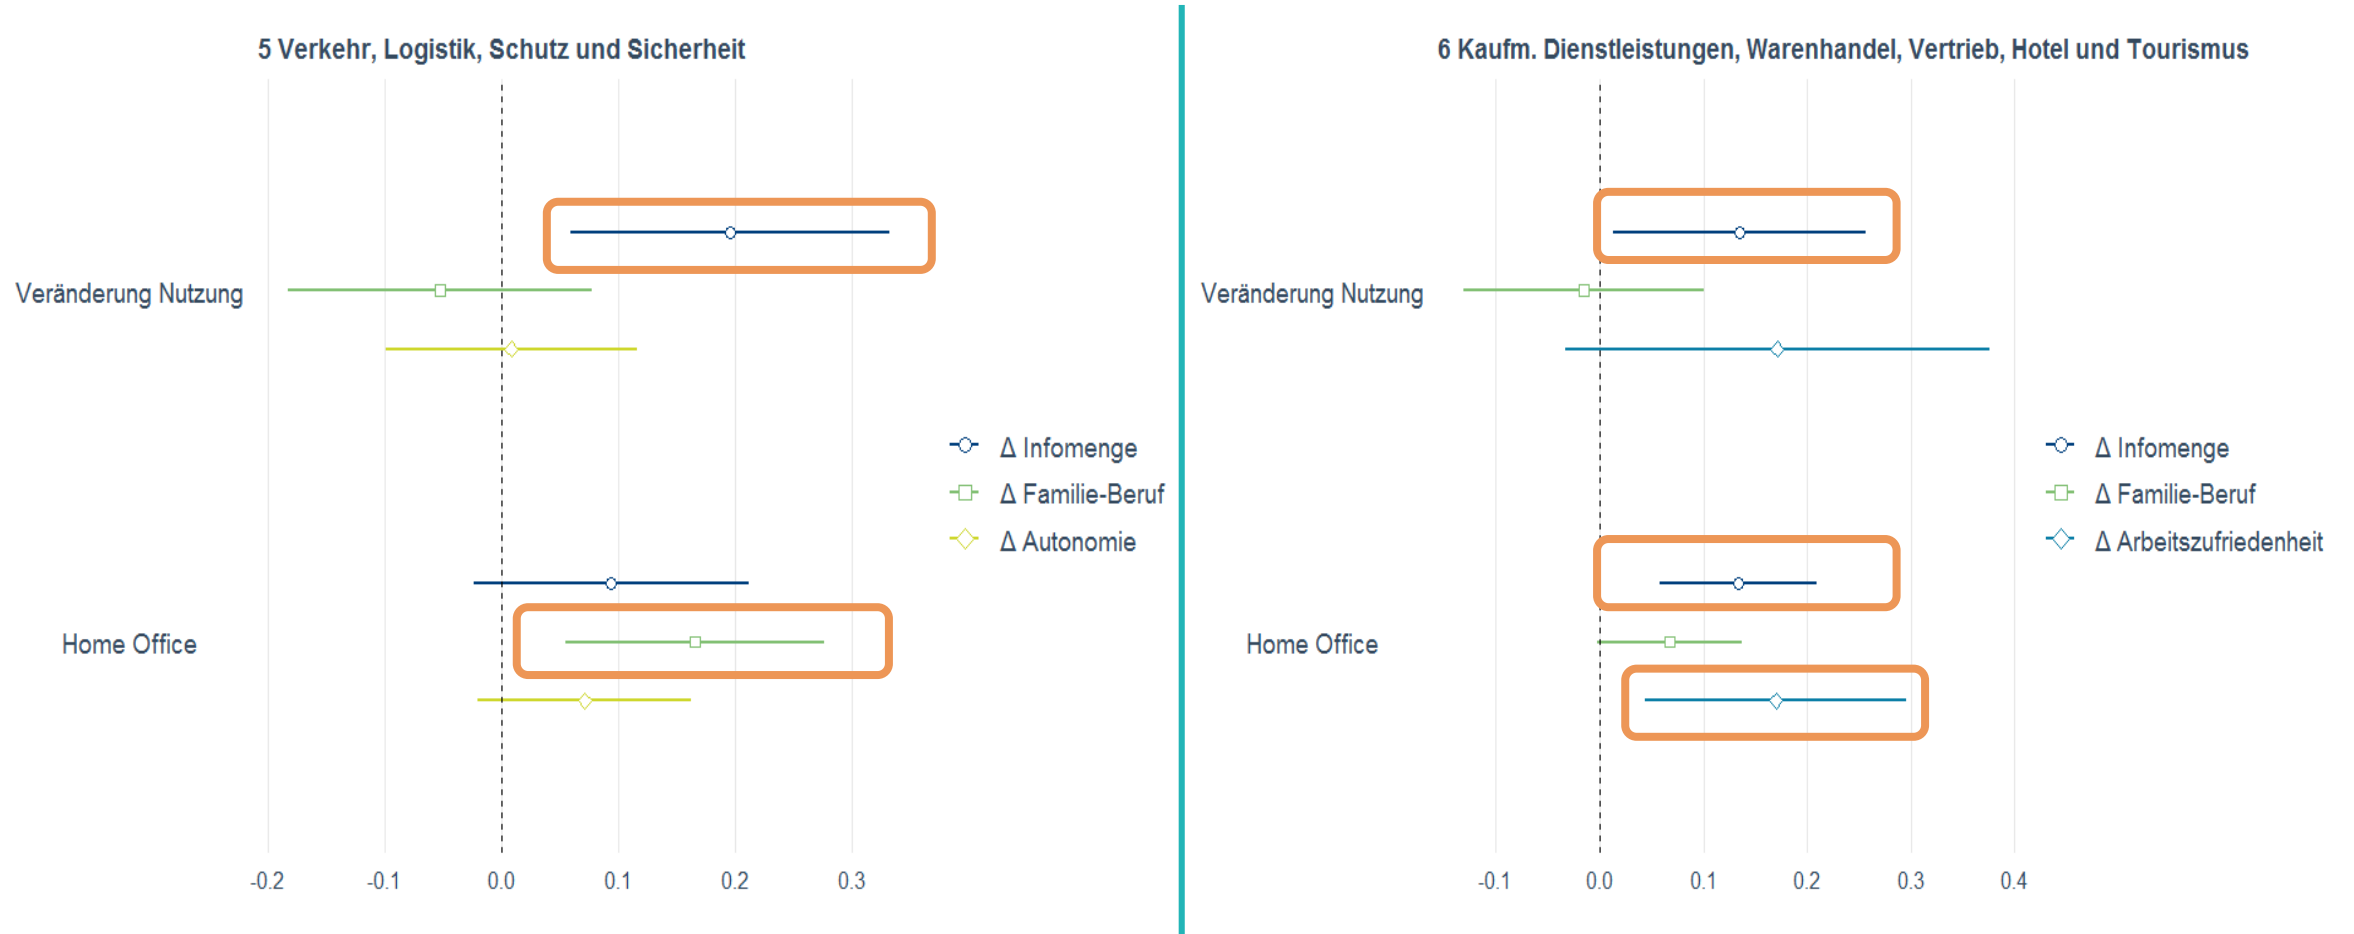 5 Verkehr, Logistik, Schutz und Sicherheit
Veränderung Nutzung
Home Office
Δ Infomenge
Δ Familie-Beruf
Δ Autonomie
-0.2 -0.1 0.0 0.1 0.2 0.3
6 Kaufm. Dienstleistungen, Warenhandel, Vertrieb, Hotel und Tourismus
Veränderung Nutzung
Home Office
Δ Infomenge
Δ Familie-Beruf
Δ Arbeitszufriedenheit
-0.1 0.0 0.1 0.2 0.3 0.4